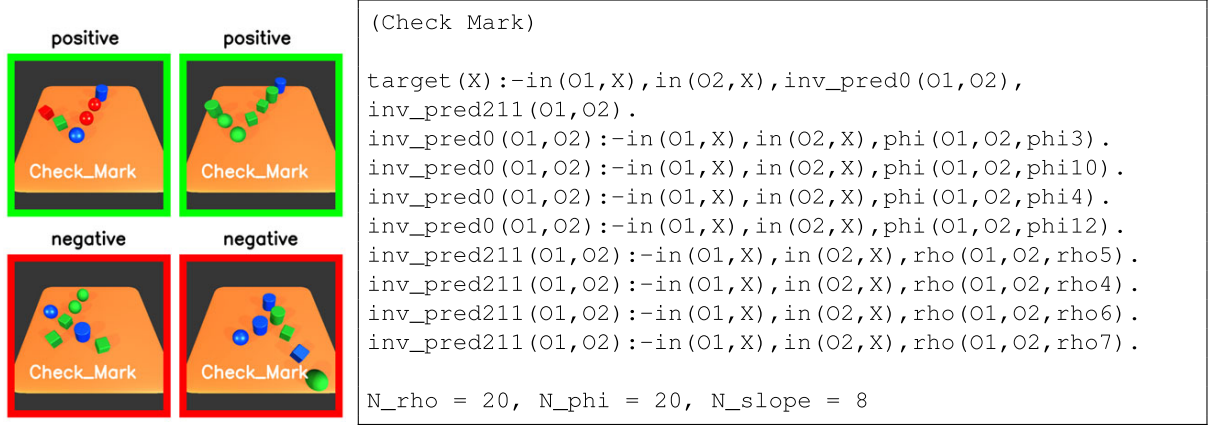 positive
positive
Check_Mark
Check_Mark
negative
negative
Check_Mark
Check_Mark
(Check Mark)
target(X):-in(O1,X),in(O2,X),inv_pred0(O1,O2),
inv_pred211(O1,O2).
inv_pred0(O1,O2):-in(O1,X),in(O2,X),phi(O1,O2,phi3).
inv_pred0(O1,O2):-in(O1,X),in(O2,X),phi(O1,O2,phi10).
inv_pred0(O1,O2):-in(O1,X),in(O2,X),phi(O1,O2,phi4).
inv_pred0(O1,O2):-in(O1,X),in(O2,X),phi(O1,O2,phi12).
inv_pred211(O1,O2):-in(O1,X),in(O2,X),rho(O1,O2,rho5).
inv_pred211(O1,O2):-in(O1,X),in(O2,X),rho(O1,O2,rho4).
inv_pred211(O1,O2):-in(O1,X),in(O2,X),rho(O1,O2,rho6).
inv_pred211(O1,O2):-in(O1,X),in(O2,X),rho(O1,O2,rho7).
N_rho = 20, N_phi = 20, N_slope = 8